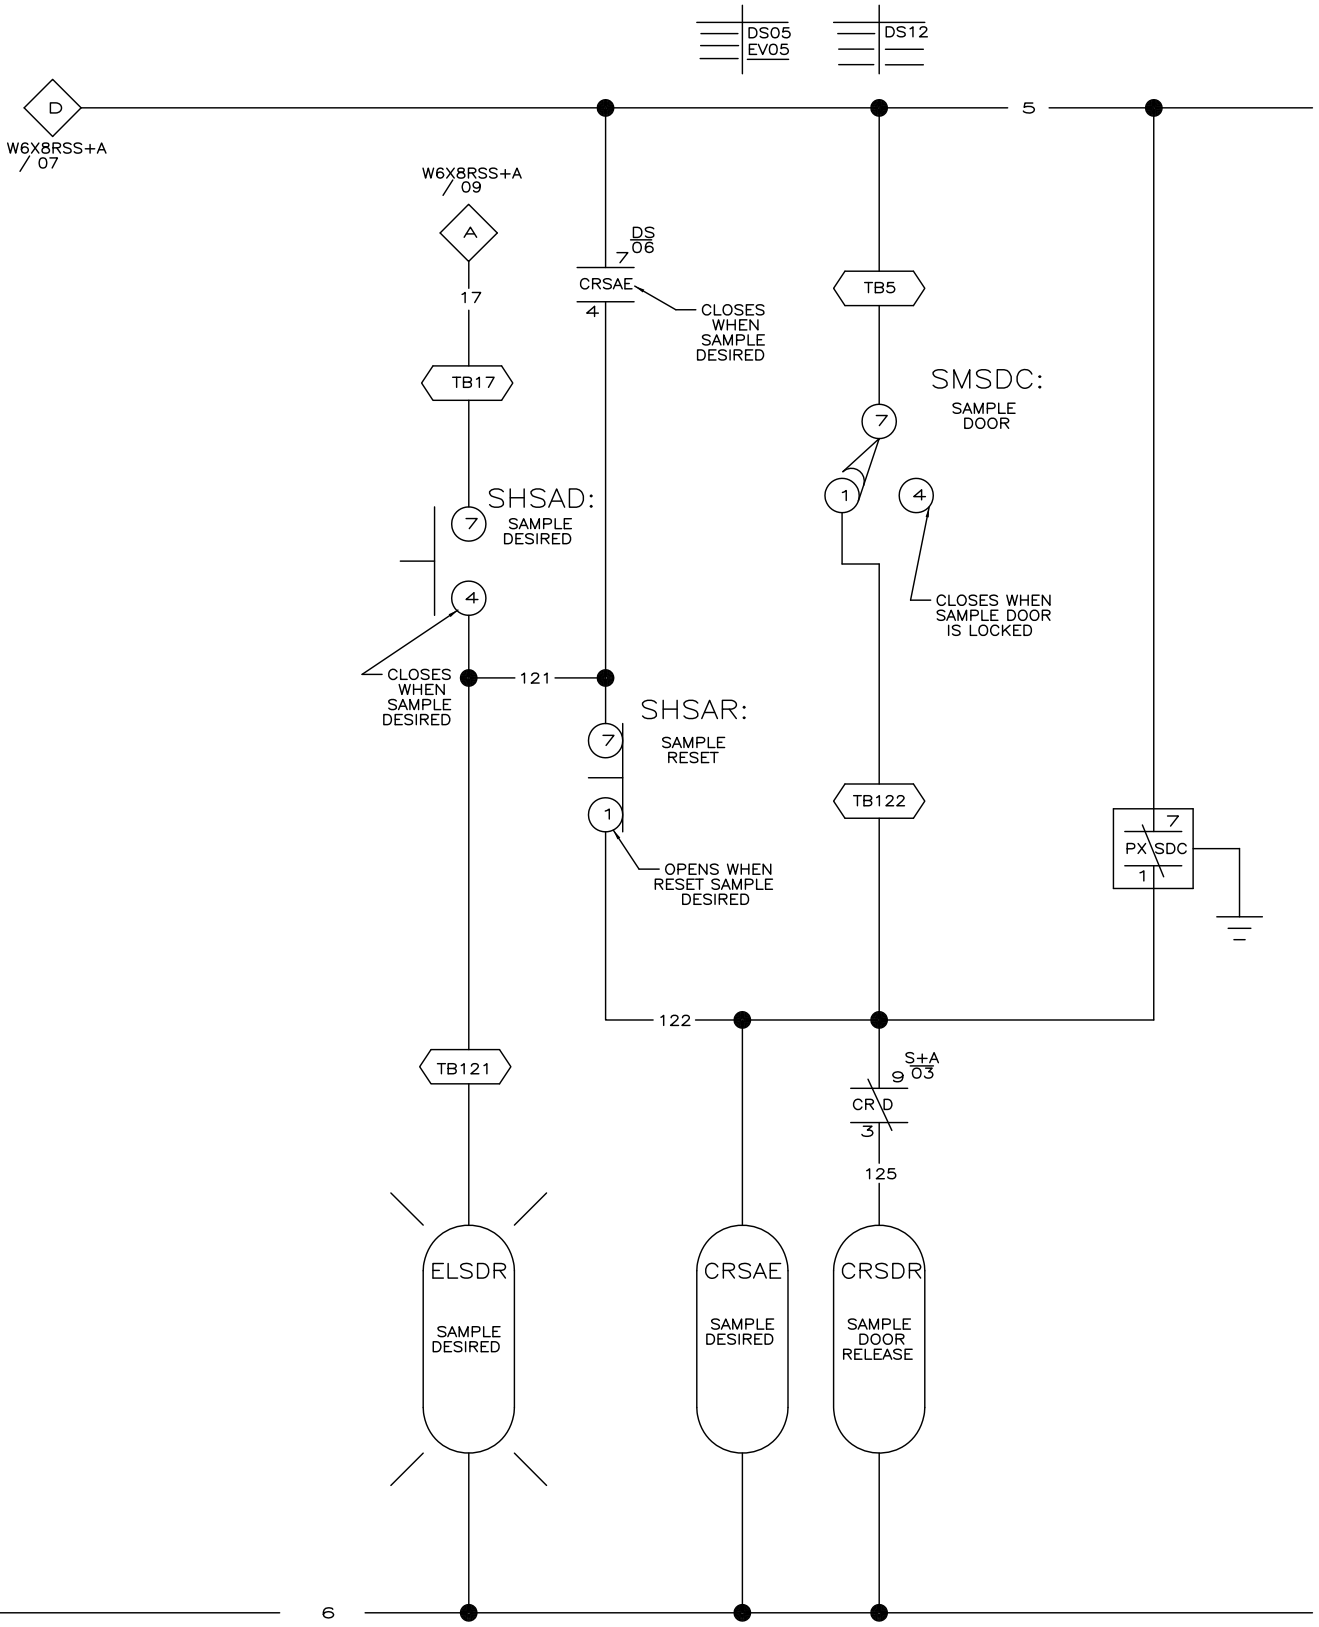 DS05
EV05
DS12
D
W6X8RSS+A
/ 07
5
W6X8RSS+A
/ 09
A
17
TB17
DS
06
7
CRSAE
4
CLOSES
WHEN
SAMPLE
DESIRED
TB5
SMSDC:
SAMPLE
DOOR
7
1
4
CLOSES WHEN
SAMPLE DOOR
IS LOCKED
SHSAD:
SAMPLE
DESIRED
7
4
CLOSES
WHEN
SAMPLE
DESIRED
121
SHSAR:
SAMPLE
RESET
7
1
OPENS WHEN
RESET SAMPLE
DESIRED
TB122
7
PX SDC
1
122
TB121
S+A
03
9
CR D
3
125
ELSDR
SAMPLE
DESIRED
CRSAE
SAMPLE
DESIRED
CRSDR
SAMPLE
DOOR
RELEASE
6